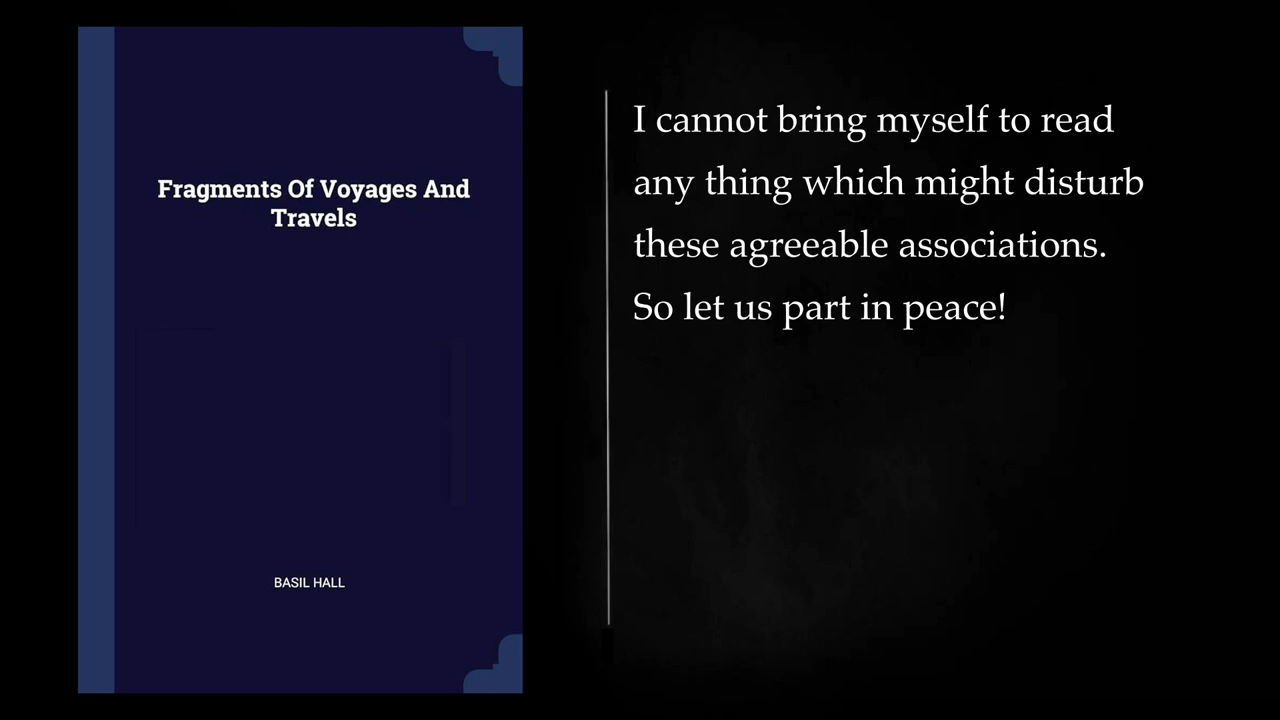 Fragments Of Voyages And
Travels
BASIL HALL
I cannot bring myself to read
any thing which might disturb
these agreeable associations.
So let us part in peace!